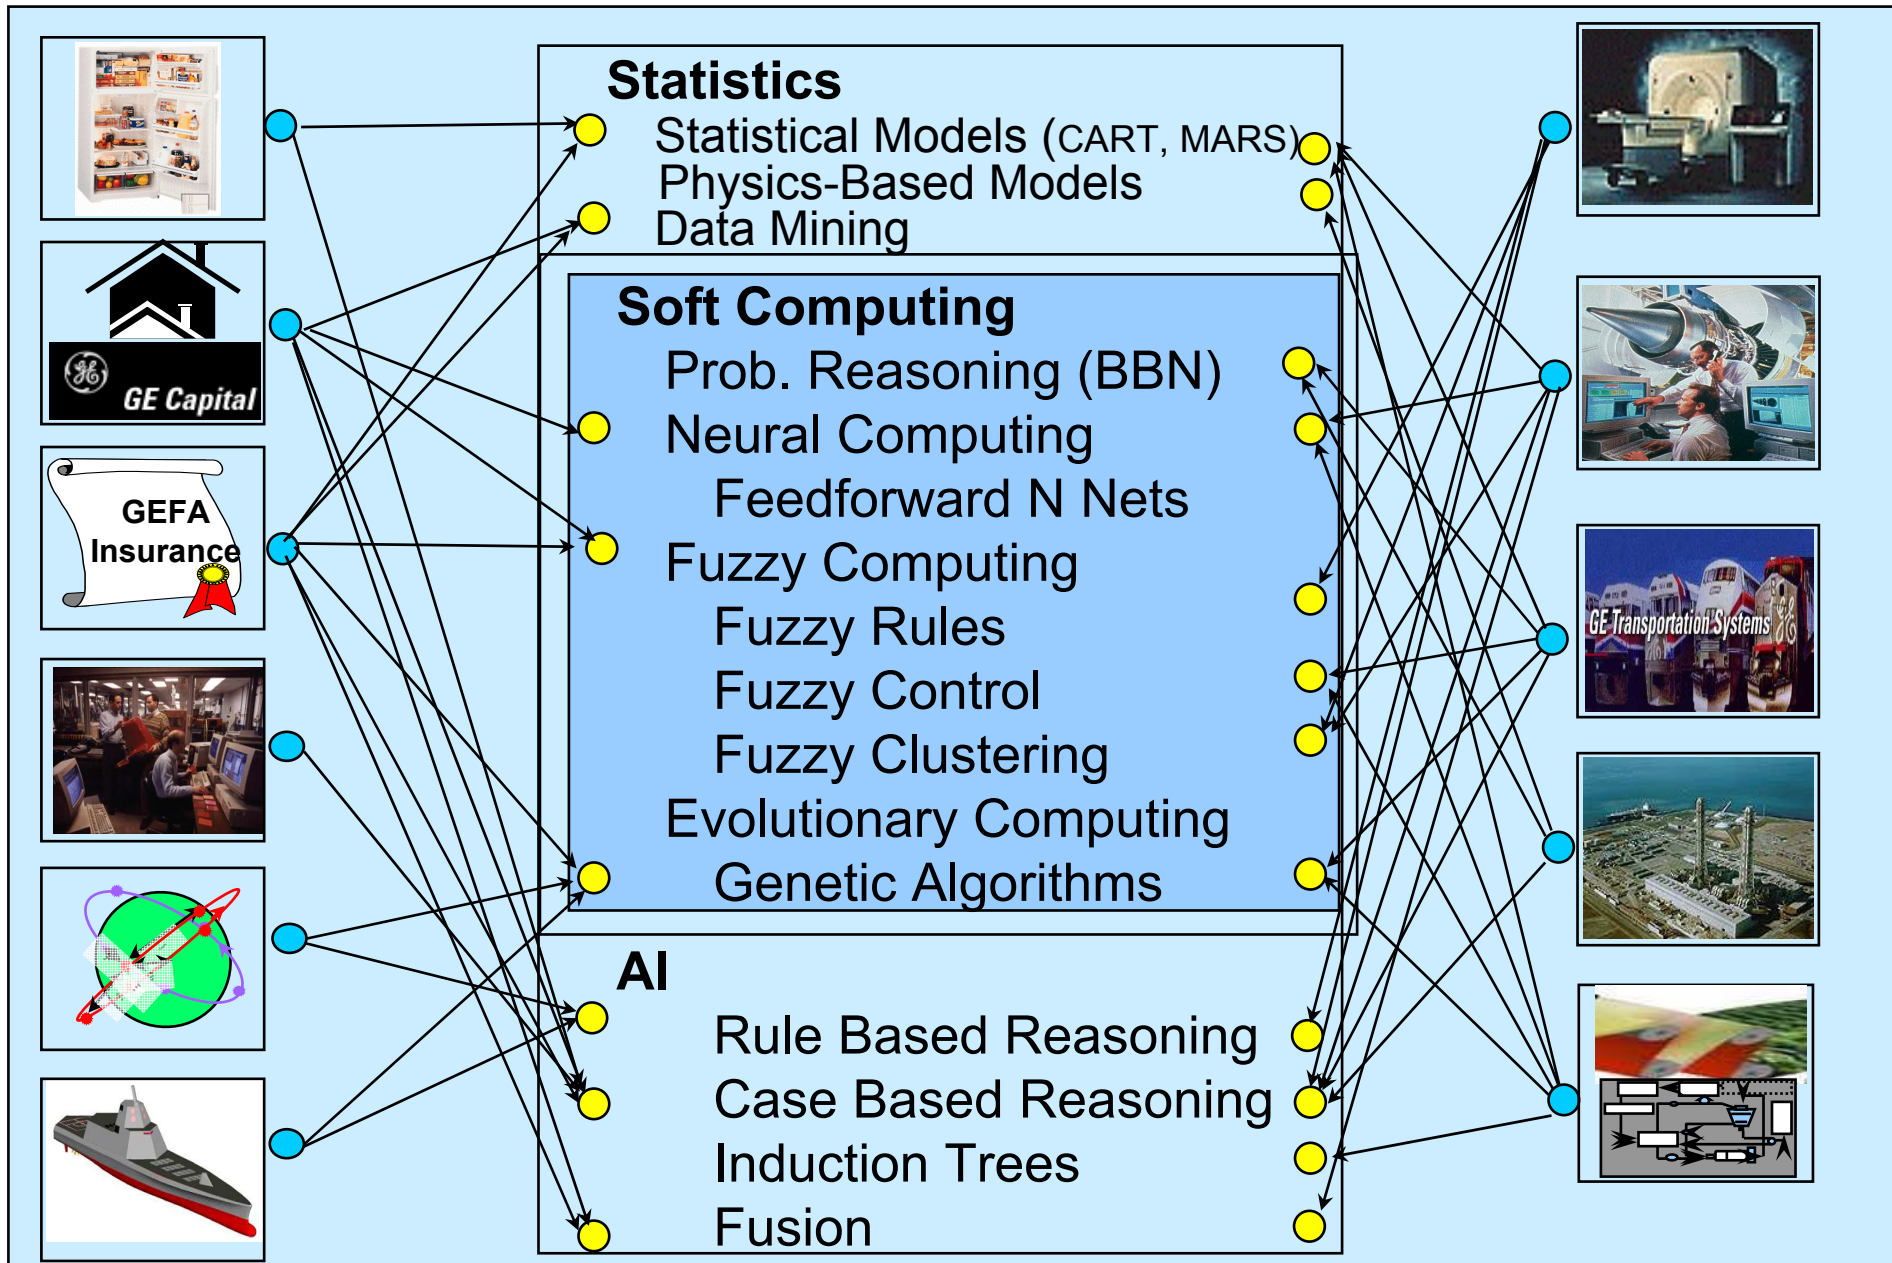 Statistics
Statistical Models (CART, MARS)
Physics-Based Models
Data Mining
Soft Computing
Prob. Reasoning (BBN)
Neural Computing
Feedforward N Nets
Fuzzy Computing
Fuzzy Rules
Fuzzy Control
Fuzzy Clustering
Evolutionary Computing
Genetic Algorithms
AI
Rule Based Reasoning
Case Based Reasoning
Induction Trees
Fusion
GE
GE Capital
GEFA
Insurance
GE Transportation Systems